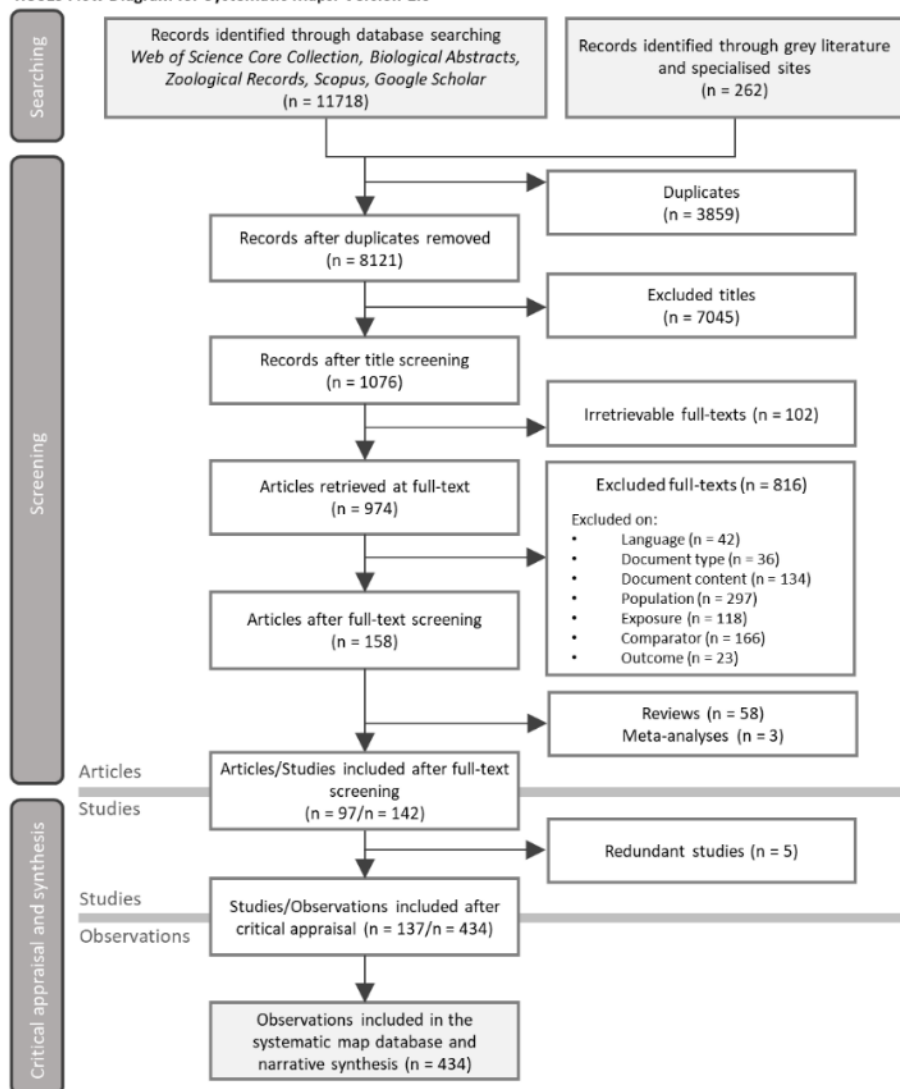 Searching
Records identified through database searching
Web of Science Core Collection, Biological Abstracts,
Zoological Records, Scopus, Google Scholar
(n = 11718)
Records identified through grey literature
and specialised sites
(n = 262)
Screening
Duplicates
(n = 3859)
Records after duplicates removed
(n = 8121)
Excluded titles
(n = 7045)
Records after title screening
(n = 1076)
Irretrievable full-texts (n = 102)
Articles retrieved at full-text
(n = 974)
Excluded full-texts (n = 816)
Excluded on:
• Language (n = 42)
• Document type (n = 36)
• Document content (n = 134)
• Population (n = 297)
• Exposure (n = 118)
• Comparator (n = 166)
• Outcome (n = 23)
Articles after full-text screening
(n = 158)
Reviews (n = 58)
Meta-analyses (n = 3)
Articles
Studies
Articles/Studies included after full-text
screening
(n = 97/n = 142)
Critical appraisal and synthesis
Redundant studies (n = 5)
Studies
Observations
Studies/Observations included after
critical appraisal (n = 137/n = 434)
Observations included in the
systematic map database and
narrative synthesis (n = 434)